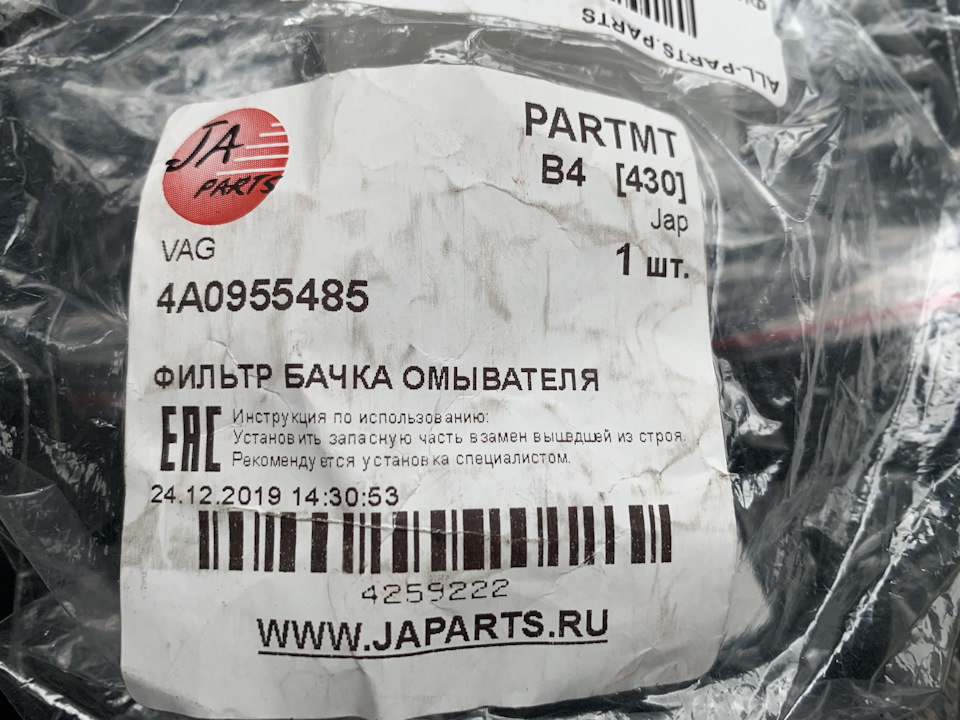 ALL-PARTS.PARTS
JA
PARTS
PARTMT
B4 [430]
Jap
1 шт.
VAG
4A0955485
ФИЛЬТР БАЧКА ОМЫВАТЕЛЯ
EAC
Инструкция по использованию:
Установить запасную часть взамен вышедшей из строя.
Рекомендуется установка специалистом.
24.12.2019 14:30:53
4259222
WWW.JAPARTS.RU